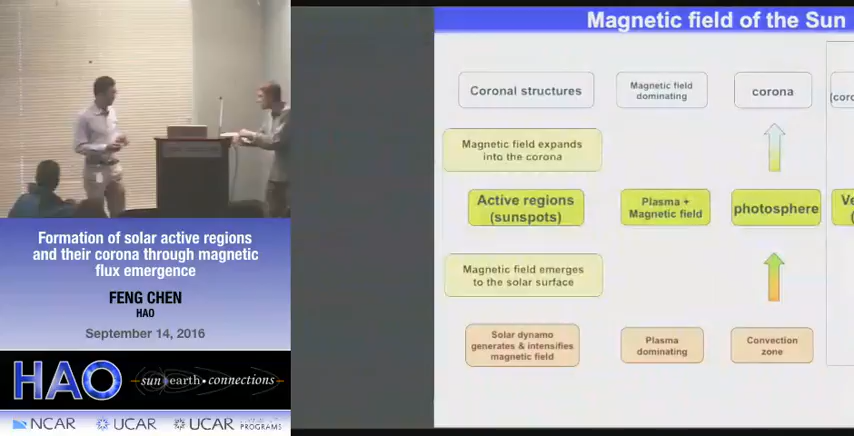 Formation of solar active regions
and their corona through magnetic
flux emergence
FENG CHEN
HAO
September 14, 2016
HAO
sun•earth•connections
NCAR
UCAR
UCAR
PROGRAMS
Magnetic field of the Sun
Coronal structures
Magnetic field
dominating
corona
Magnetic field expands
into the corona
Active regions
(sunspots)
Plasma +
Magnetic field
photosphere
Magnetic field emerges
to the solar surface
Solar dynamo
generates & intensifies
magnetic field
Plasma
dominating
Convection
zone